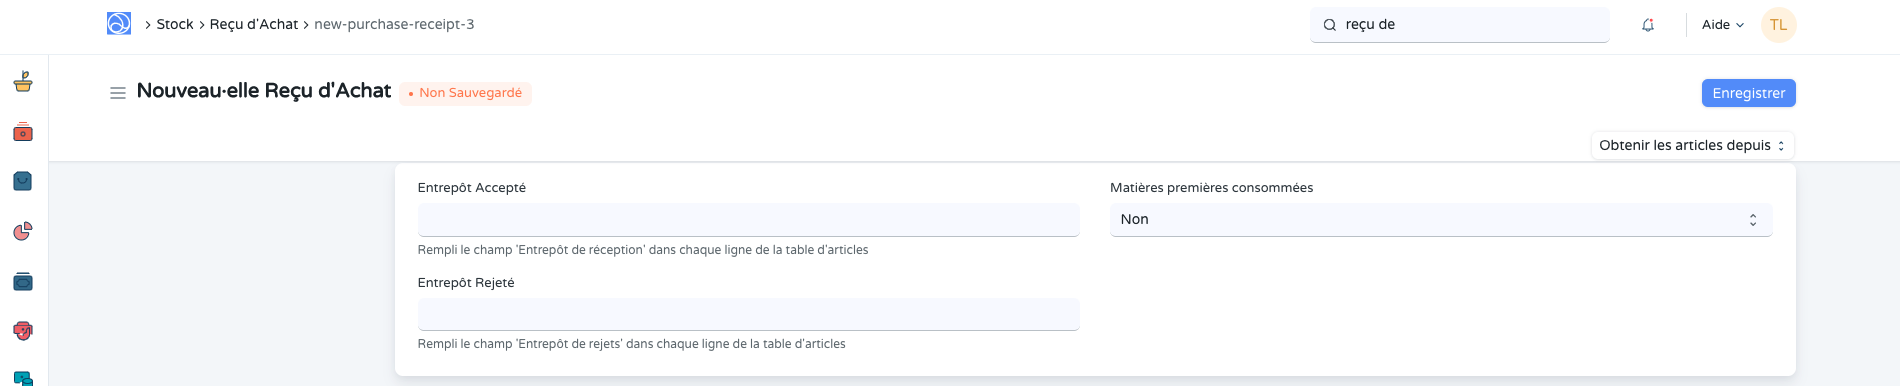 Stock Reçu d'Achat new-purchase-receipt-3
reçu de
Aide
TL
Nouveau·elle Reçu d'Achat
Non Sauvegardé
Enregistrer
Obtenir les articles depuis
Entrepôt Accepté
Rempli le champ 'Entrepôt de réception' dans chaque ligne de la table d'articles
Entrepôt Rejeté
Rempli le champ 'Entrepôt de rejets' dans chaque ligne de la table d'articles
Matières premières consommées
Non